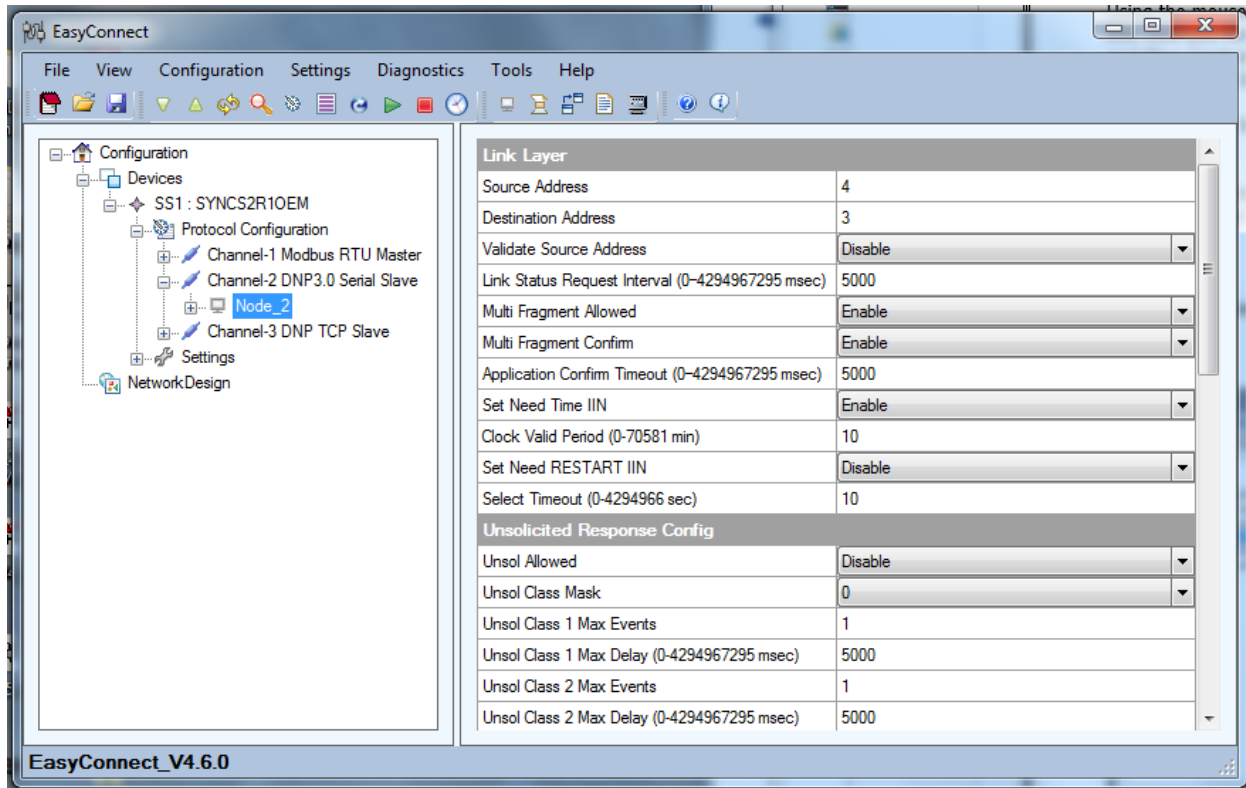 Using the mouse
EasyConnect
File View Configuration Settings Diagnostics Tools Help
Configuration
Devices
SS1 : SYNCS2R1OEM
Protocol Configuration
Channel-1 Modbus RTU Master
Channel-2 DNP3.0 Serial Slave
Node_2
Channel-3 DNP TCP Slave
Settings
NetworkDesign
Link Layer
Source Address 4
Destination Address 3
Validate Source Address Disable
Link Status Request Interval (0-4294967295 msec) 5000
Multi Fragment Allowed Enable
Multi Fragment Confirm Enable
Application Confirm Timeout (0-4294967295 msec) 5000
Set Need Time IIN Enable
Clock Valid Period (0-70581 min) 10
Set Need RESTART IIN Disable
Select Timeout (0-4294966 sec) 10
Unsolicited Response Config
Unsol Allowed Disable
Unsol Class Mask 0
Unsol Class 1 Max Events 1
Unsol Class 1 Max Delay (0-4294967295 msec) 5000
Unsol Class 2 Max Events 1
Unsol Class 2 Max Delay (0-4294967295 msec) 5000
EasyConnect_V4.6.0